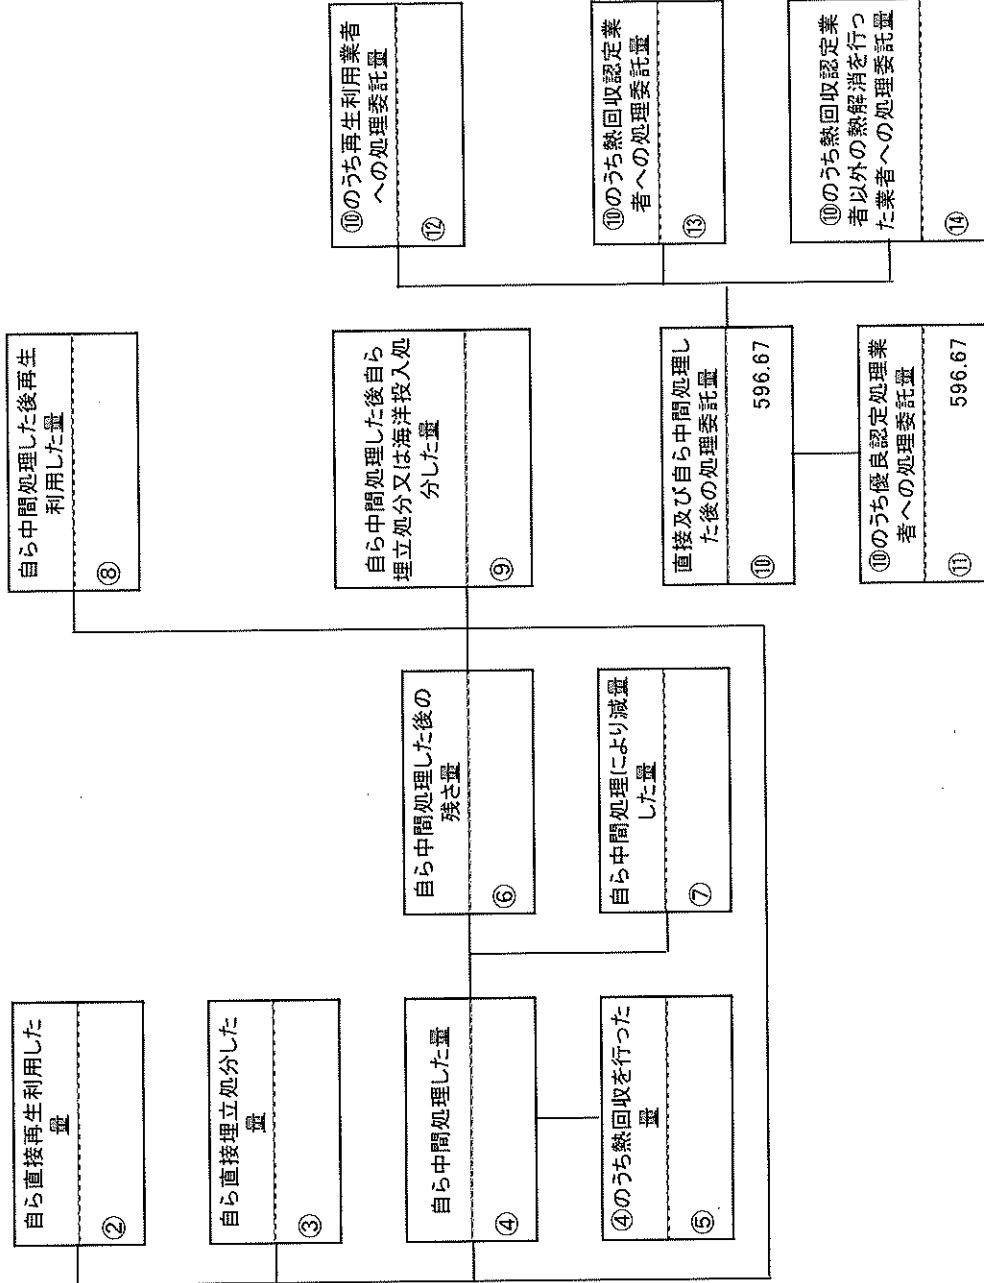 自ら直接再生利用した
量
②
自ら直接埋立処分した
量
③
自ら中間処理した量
④
④のうち熱回収を行った
量
⑤
自ら中間処理した後の
残さ量
⑥
自ら中間処理により減量
した量
⑦
自ら中間処理した後再生
利用した量
⑧
自ら中間処理した後自ら
埋立処分又は海洋投入処
分した量
⑨
直接及び自ら中間処理し
た後の処理委託量
⑩ 596.67
⑩のうち優良認定処理業
者への処理委託量
⑪ 596.67
⑩のうち再生利用業者
への処理委託量
⑫
⑩のうち熱回収認定業
者への処理委託量
⑬
⑩のうち熱回収認定業
者以外の熱解消を行っ
た業者への処理委託量
⑭